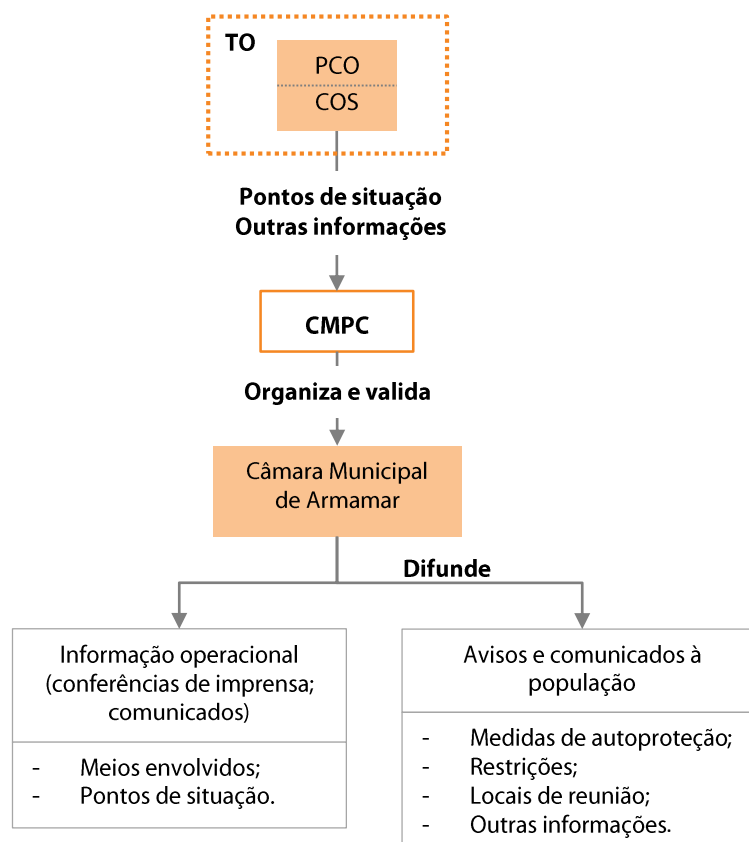 TO
PCO
COS
Pontos de situação
Outras informações
CMPC
Organiza e valida
Câmara Municipal
de Armamar
Difunde
Informação operacional
(conferências de imprensa;
comunicados)
- Meios envolvidos;
- Pontos de situação.
Avisos e comunicados à
população
- Medidas de autoproteção;
- Restrições;
- Locais de reunião;
- Outras informações.